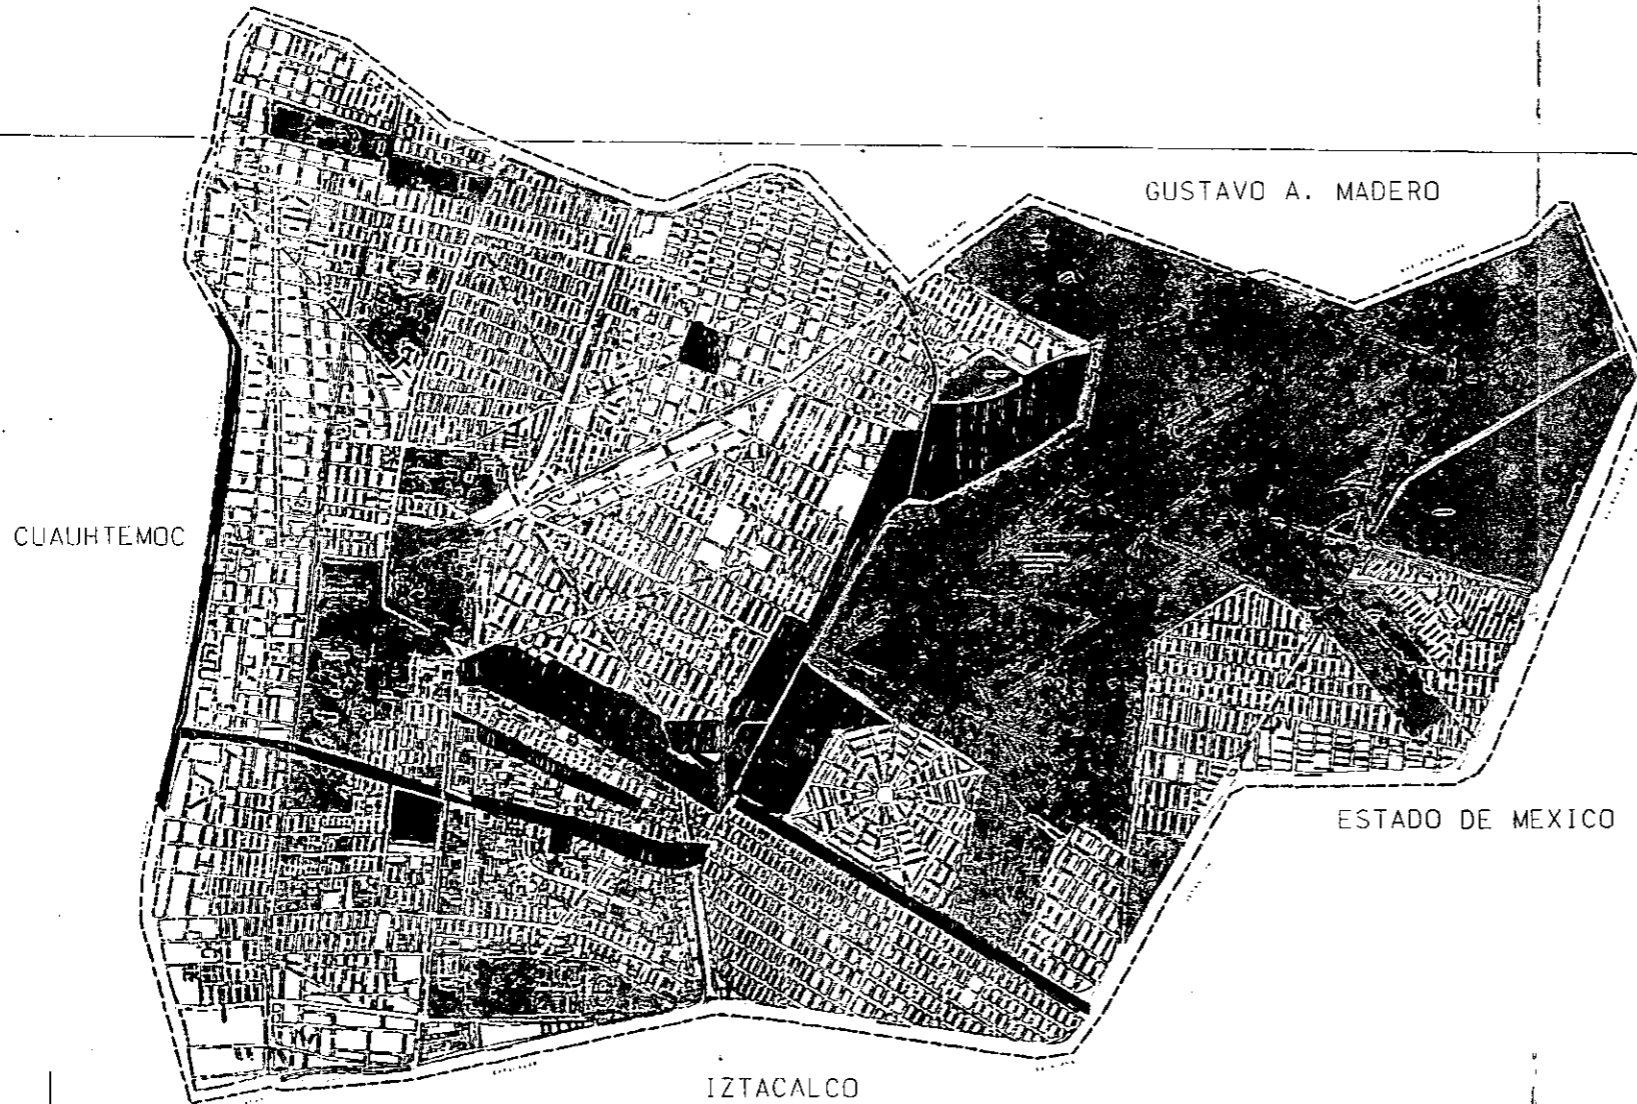 GUSTAVO A. MADERO
CUAUHTEMOC
ESTADO DE MEXICO
IZTACALCO